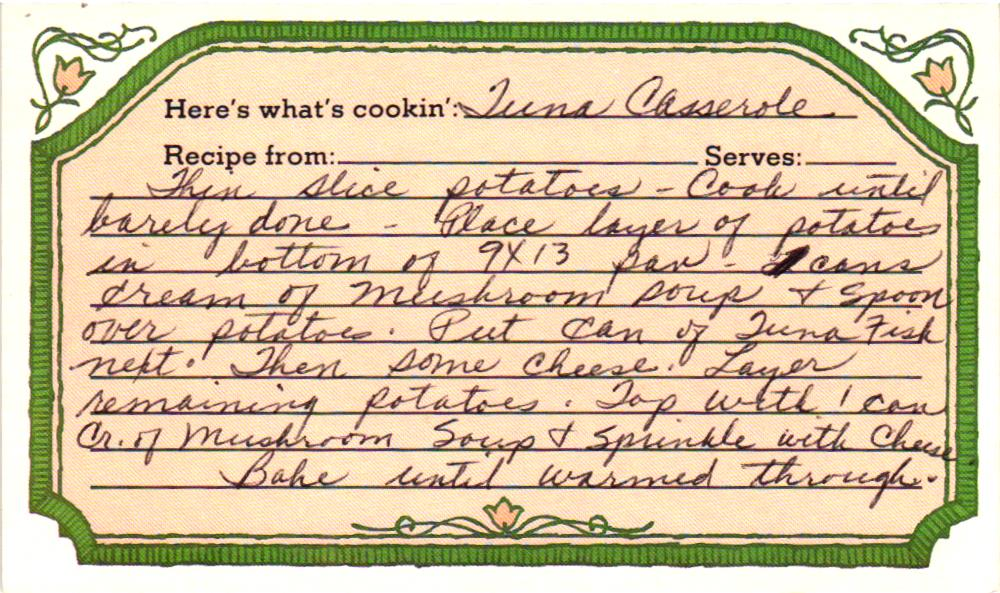 Here's what's cookin': Tuna Casserole
Recipe from: Serves:
Thin slice potatoes - Cook until
barely done - Place layer of potatoes
in bottom of 9X13 pan - cans
cream of Mushroom soup & Spoon
over potatoes. Put can of Tuna Fish
next. Then some cheese. Layer
remaining potatoes. Top with 1 can
Cr. of Mushroom Soup & Sprinkle with Cheese.
Bake until warmed through.